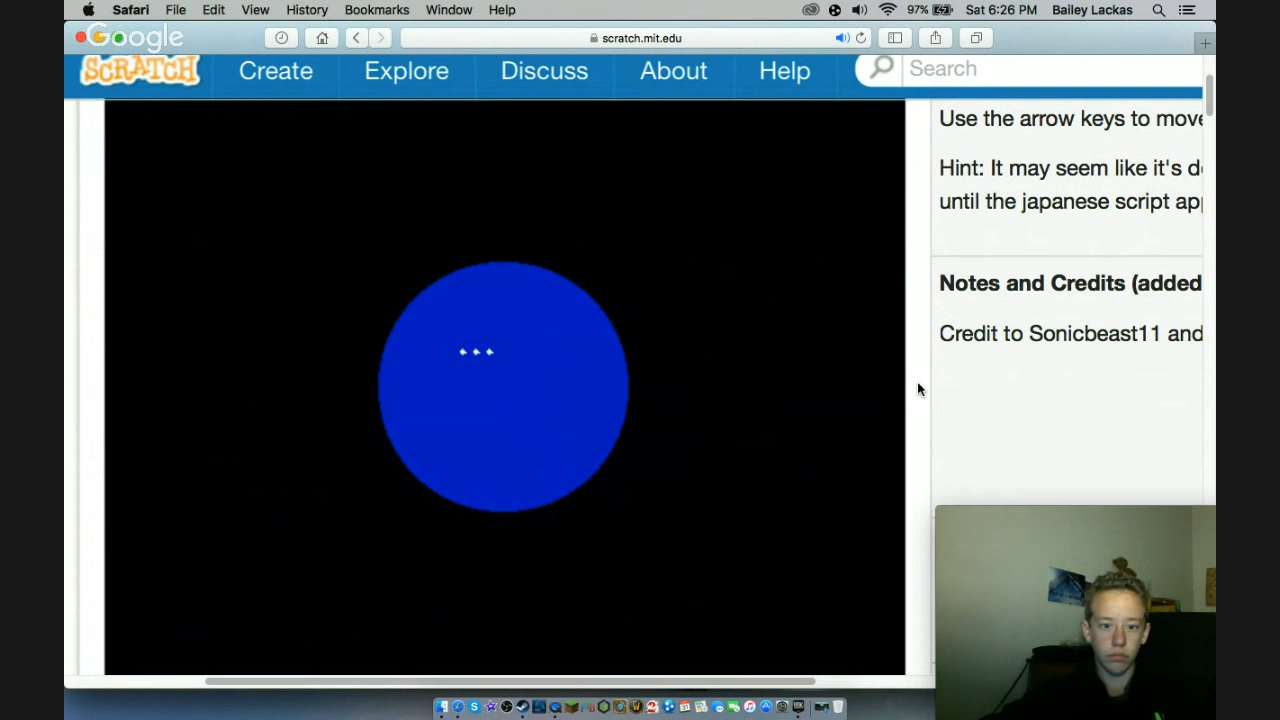 Safari File Edit View History Bookmarks Window Help 97% Sat 6:26 PM Bailey Lackas
Google
scratch.mit.edu
SCRATCH Create Explore Discuss About Help Search
Use the arrow keys to move
Hint: It may seem like it's
until the japanese script
Notes and Credits (added
Credit to Sonicbeast11 and